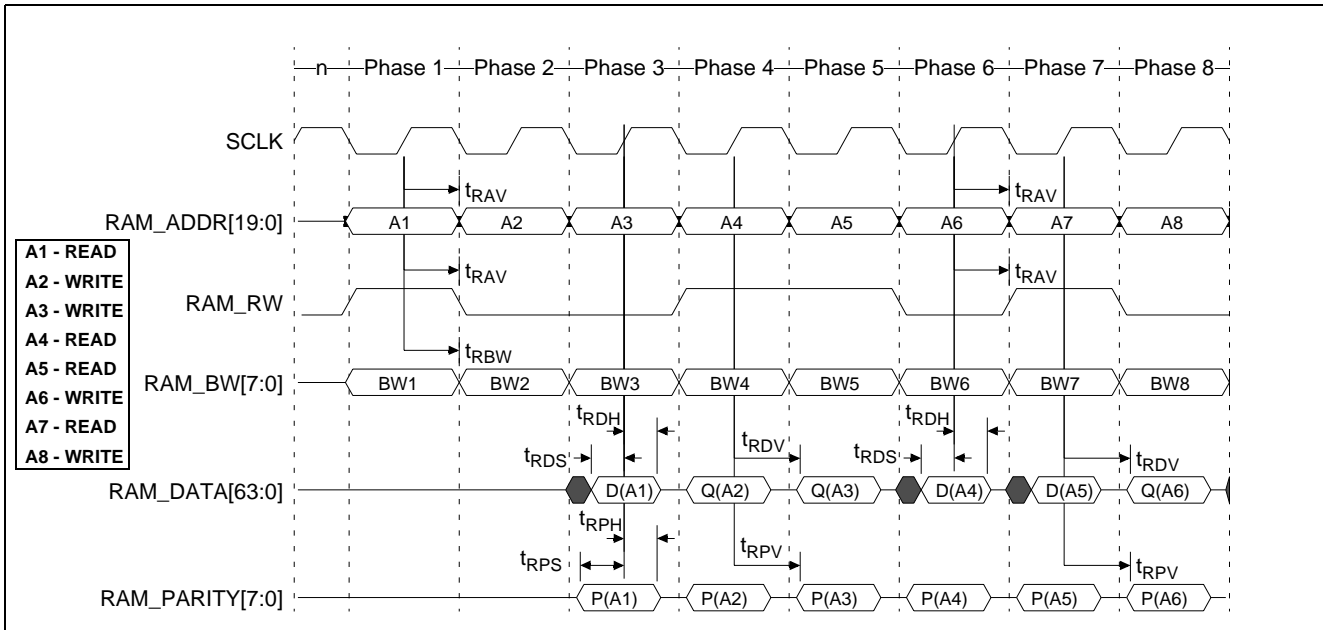 n Phase 1 Phase 2 Phase 3 Phase 4 Phase 5 Phase 6 Phase 7 Phase 8
SCLK
tRAV tRAV
RAM_ADDR[19:0] A1 A2 A3 A4 A5 A6 A7 A8
A1 - READ
A2 - WRITE
A3 - WRITE
A4 - READ
A5 - READ
A6 - WRITE
A7 - READ
A8 - WRITE
tRAV tRAV
RAM_RW
tRBW
RAM_BW[7:0] BW1 BW2 BW3 BW4 BW5 BW6 BW7 BW8
tRDH tRDH
tRDS tRDV tRDS tRDV
RAM_DATA[63:0] D(A1) Q(A2) Q(A3) D(A4) D(A5) Q(A6)
tRPH
tRPS tRPV tRPV
RAM_PARITY[7:0] P(A1) P(A2) P(A3) P(A4) P(A5) P(A6)